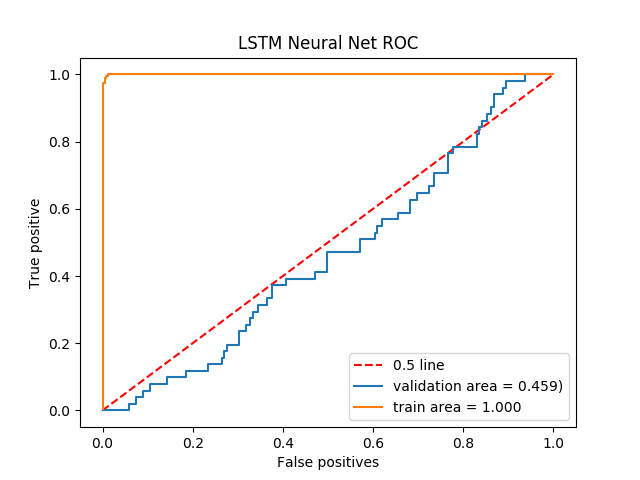 LSTM Neural Net ROC
True positive
1.0
0.8
0.6
0.4
0.2
0.0
0.5 line
validation area = 0.459)
train area = 1.000
0.0 0.2 0.4 0.6 0.8 1.0
False positives